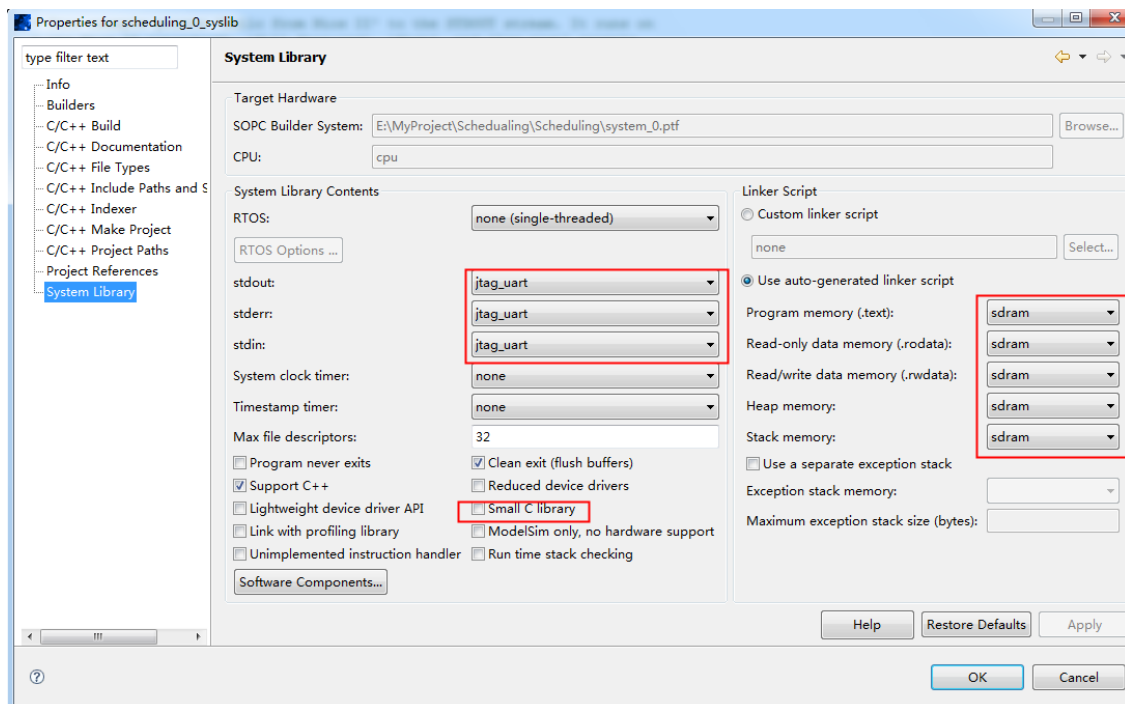 Properties for scheduling_0_syslib
type filter text
Info
Builders
C/C++ Build
C/C++ Documentation
C/C++ File Types
C/C++ Include Paths and S
C/C++ Indexer
C/C++ Make Project
C/C++ Project Paths
Project References
System Library
System Library
Target Hardware
SOPC Builder System: E:\MyProject\Schedualing\Scheduling\system_0.ptf Browse...
CPU: cpu
System Library Contents
RTOS: none (single-threaded)
RTOS Options ...
stdout: jtag_uart
stderr: jtag_uart
stdin: jtag_uart
System clock timer: none
Timestamp timer: none
Max file descriptors: 32
Program never exits Clean exit (flush buffers)
Support C++ Reduced device drivers
Lightweight device driver API Small C library
Link with profiling library ModelSim only, no hardware support
Unimplemented instruction handler Run time stack checking
Software Components...
Linker Script
Custom linker script
none Select...
Use auto-generated linker script
Program memory (.text): sdram
Read-only data memory (.rodata): sdram
Read/write data memory (.rwdata): sdram
Heap memory: sdram
Stack memory: sdram
Use a separate exception stack
Exception stack memory:
Maximum exception stack size (bytes):
Help Restore Defaults Apply
OK Cancel